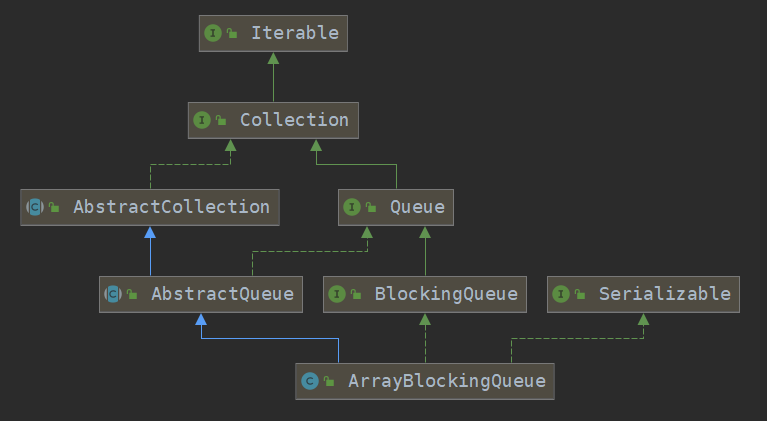 I Iterable
I Collection
C AbstractCollection
I Queue
C AbstractQueue
I BlockingQueue
I Serializable
C ArrayBlockingQueue